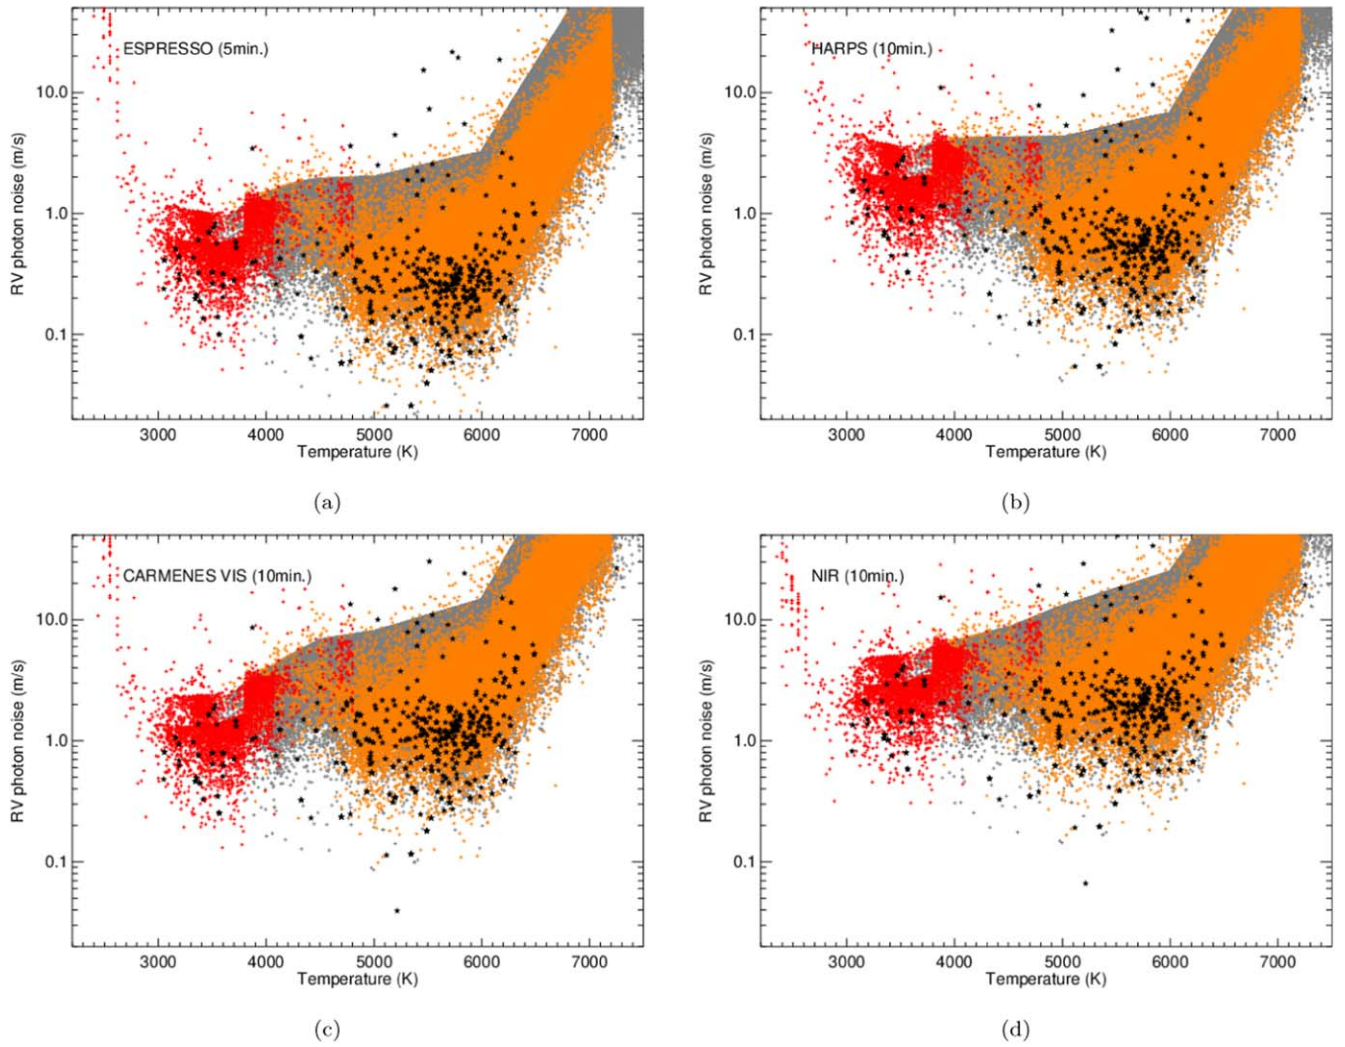 ESPRESSO (5min.)
RV photon noise (m/s)
10.0
1.0
0.1
3000 4000 5000 6000 7000
Temperature (K)
(a)
HARPS (10min.)
RV photon noise (m/s)
10.0
1.0
0.1
3000 4000 5000 6000 7000
Temperature (K)
(b)
CARMENES VIS (10min.)
RV photon noise (m/s)
10.0
1.0
0.1
3000 4000 5000 6000 7000
Temperature (K)
(c)
NIR (10min.)
RV photon noise (m/s)
10.0
1.0
0.1
3000 4000 5000 6000 7000
Temperature (K)
(d)